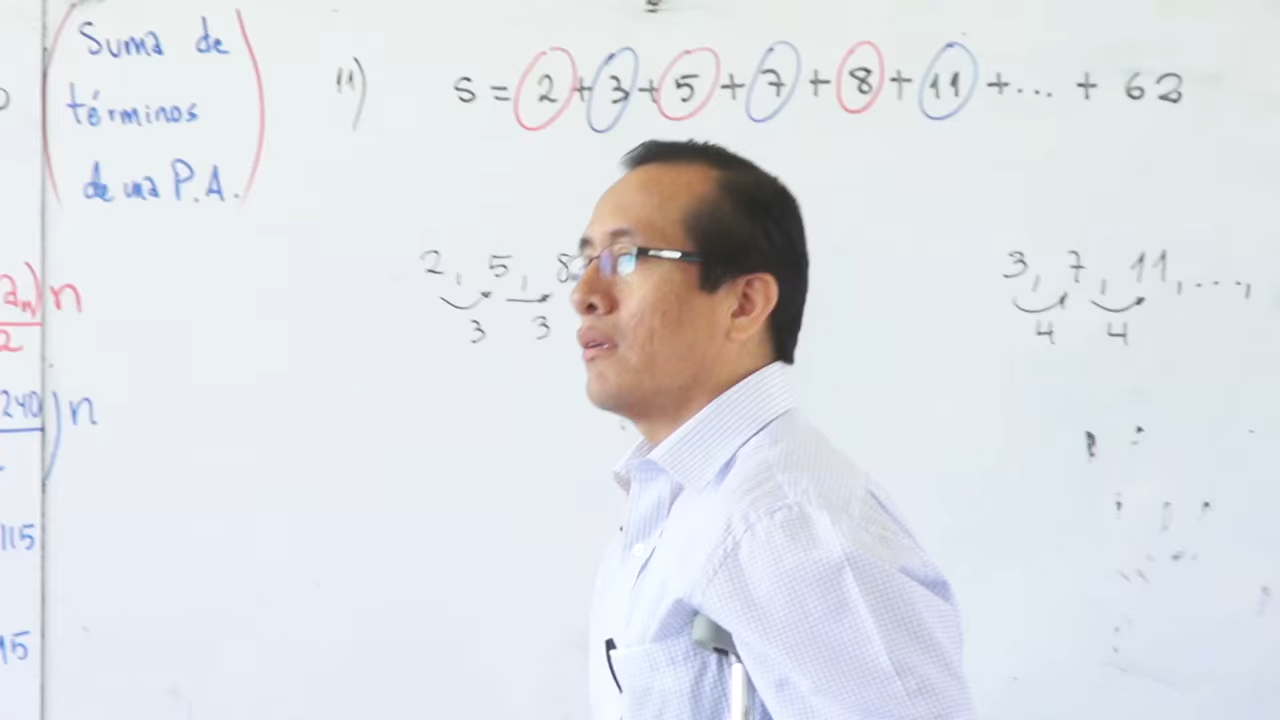 Suma de
términos
de una P.A.
11) S = 2 + 3 + 5 + 7 + 8 + 11 + ... + 62
2, 5, 8
3 3
3, 7, 11, ...,
4 4
aₙ) n
2
240) n
115
15